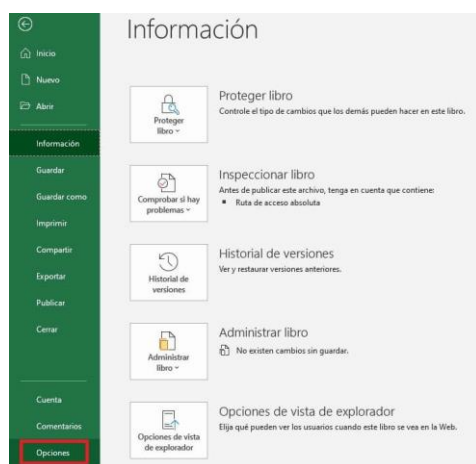 Información
Inicio
Nuevo
Abrir
Información
Guardar
Guardar como
Imprimir
Compartir
Exportar
Publicar
Cerrar
Cuenta
Comentarios
Opciones
Proteger
libro
Proteger libro
Controle el tipo de cambios que los demás pueden hacer en este libro.
Comprobar si hay
problemas
Inspeccionar libro
Antes de publicar este archivo, tenga en cuenta que contiene:
Ruta de acceso absoluta
Historial de
versiones
Historial de versiones
Ver y restaurar versiones anteriores.
Administrar
libro
Administrar libro
No existen cambios sin guardar.
Opciones de vista
de explorador
Opciones de vista de explorador
Elija qué pueden ver los usuarios cuando este libro se vea en la Web.